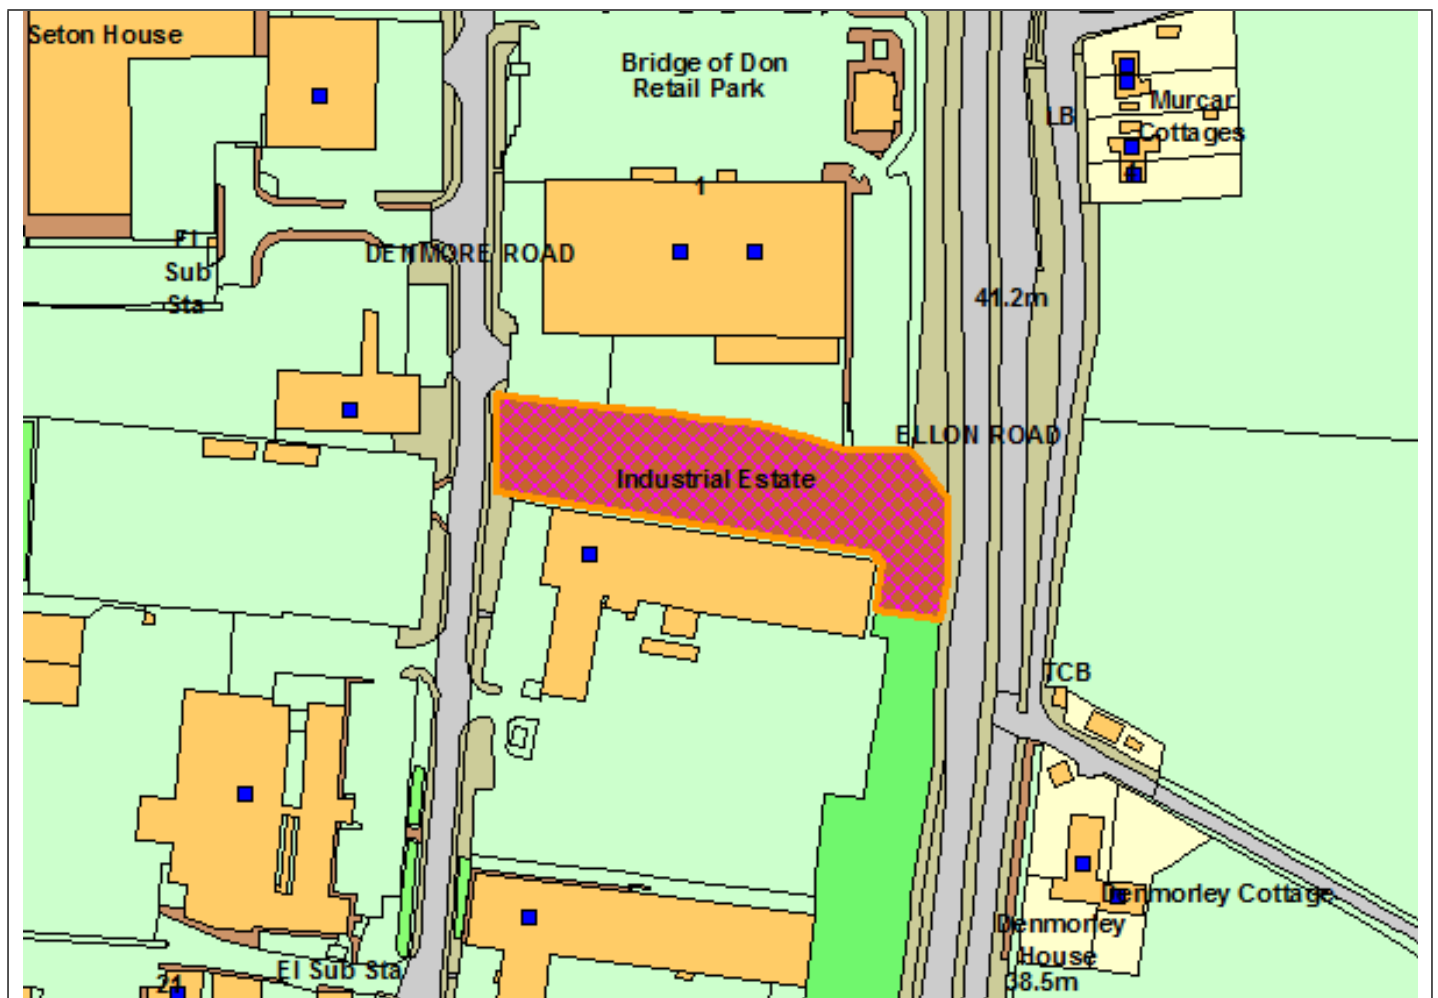 Seton House
Bridge of Don
Retail Park
LB
Murcar
Cottages
4
1
El
Sub
Sta
DENMORE ROAD
41.2m
ELLON ROAD
Industrial Estate
TCB
Denmorley Cottage
Denmorley
House
38.5m
El Sub Sta
21